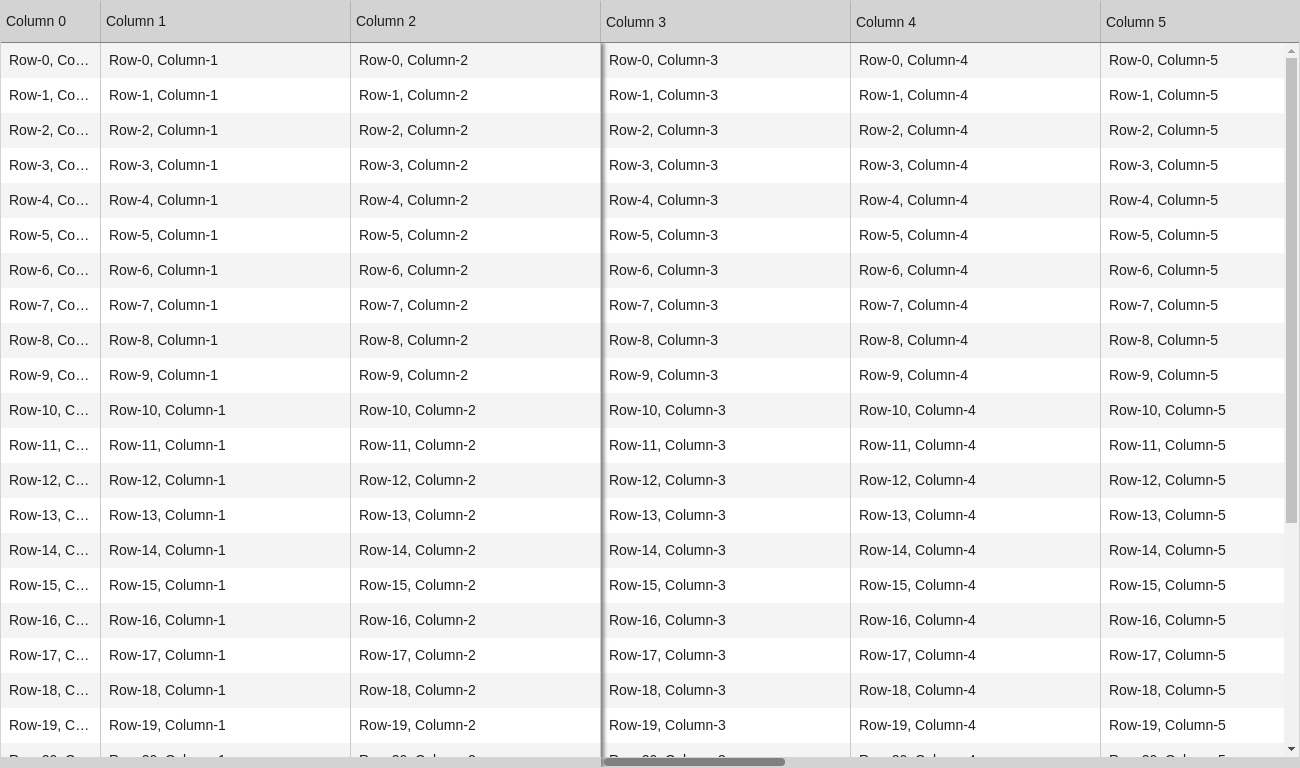 Column 0 Column 1 Column 2 Column 3 Column 4 Column 5
Row-0, Co... Row-0, Column-1 Row-0, Column-2 Row-0, Column-3 Row-0, Column-4 Row-0, Column-5
Row-1, Co... Row-1, Column-1 Row-1, Column-2 Row-1, Column-3 Row-1, Column-4 Row-1, Column-5
Row-2, Co... Row-2, Column-1 Row-2, Column-2 Row-2, Column-3 Row-2, Column-4 Row-2, Column-5
Row-3, Co... Row-3, Column-1 Row-3, Column-2 Row-3, Column-3 Row-3, Column-4 Row-3, Column-5
Row-4, Co... Row-4, Column-1 Row-4, Column-2 Row-4, Column-3 Row-4, Column-4 Row-4, Column-5
Row-5, Co... Row-5, Column-1 Row-5, Column-2 Row-5, Column-3 Row-5, Column-4 Row-5, Column-5
Row-6, Co... Row-6, Column-1 Row-6, Column-2 Row-6, Column-3 Row-6, Column-4 Row-6, Column-5
Row-7, Co... Row-7, Column-1 Row-7, Column-2 Row-7, Column-3 Row-7, Column-4 Row-7, Column-5
Row-8, Co... Row-8, Column-1 Row-8, Column-2 Row-8, Column-3 Row-8, Column-4 Row-8, Column-5
Row-9, Co... Row-9, Column-1 Row-9, Column-2 Row-9, Column-3 Row-9, Column-4 Row-9, Column-5
Row-10, C... Row-10, Column-1 Row-10, Column-2 Row-10, Column-3 Row-10, Column-4 Row-10, Column-5
Row-11, C... Row-11, Column-1 Row-11, Column-2 Row-11, Column-3 Row-11, Column-4 Row-11, Column-5
Row-12, C... Row-12, Column-1 Row-12, Column-2 Row-12, Column-3 Row-12, Column-4 Row-12, Column-5
Row-13, C... Row-13, Column-1 Row-13, Column-2 Row-13, Column-3 Row-13, Column-4 Row-13, Column-5
Row-14, C... Row-14, Column-1 Row-14, Column-2 Row-14, Column-3 Row-14, Column-4 Row-14, Column-5
Row-15, C... Row-15, Column-1 Row-15, Column-2 Row-15, Column-3 Row-15, Column-4 Row-15, Column-5
Row-16, C... Row-16, Column-1 Row-16, Column-2 Row-16, Column-3 Row-16, Column-4 Row-16, Column-5
Row-17, C... Row-17, Column-1 Row-17, Column-2 Row-17, Column-3 Row-17, Column-4 Row-17, Column-5
Row-18, C... Row-18, Column-1 Row-18, Column-2 Row-18, Column-3 Row-18, Column-4 Row-18, Column-5
Row-19, C... Row-19, Column-1 Row-19, Column-2 Row-19, Column-3 Row-19, Column-4 Row-19, Column-5